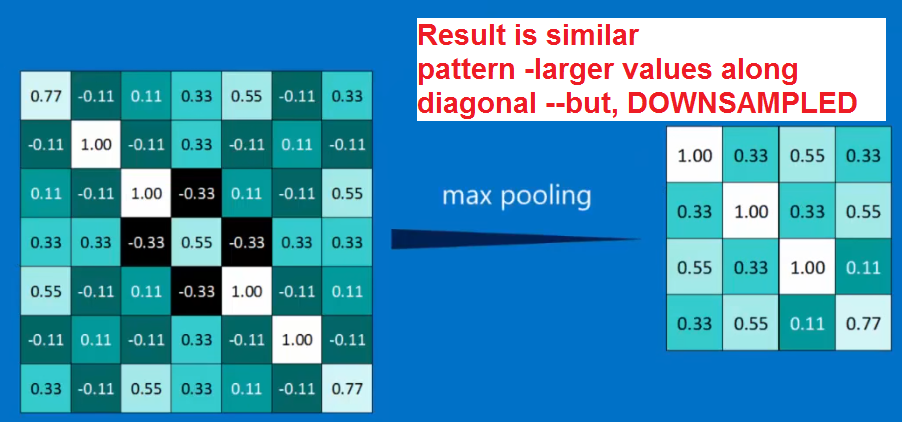 Result is similar
pattern -larger values along
diagonal --but, DOWNSAMPLED
0.77 -0.11 0.11 0.33 0.55 -0.11 0.33
-0.11 1.00 -0.11 0.33 -0.11 0.11 -0.11
0.11 -0.11 1.00 -0.33 0.11 -0.11 0.55
0.33 0.33 -0.33 0.55 -0.33 0.33 0.33
0.55 -0.11 0.11 -0.33 1.00 -0.11 0.11
-0.11 0.11 -0.11 0.33 -0.11 1.00 -0.11
0.33 -0.11 0.55 0.33 0.11 -0.11 0.77
max pooling
1.00 0.33 0.55 0.33
0.33 1.00 0.33 0.55
0.55 0.33 1.00 0.11
0.33 0.55 0.11 0.77